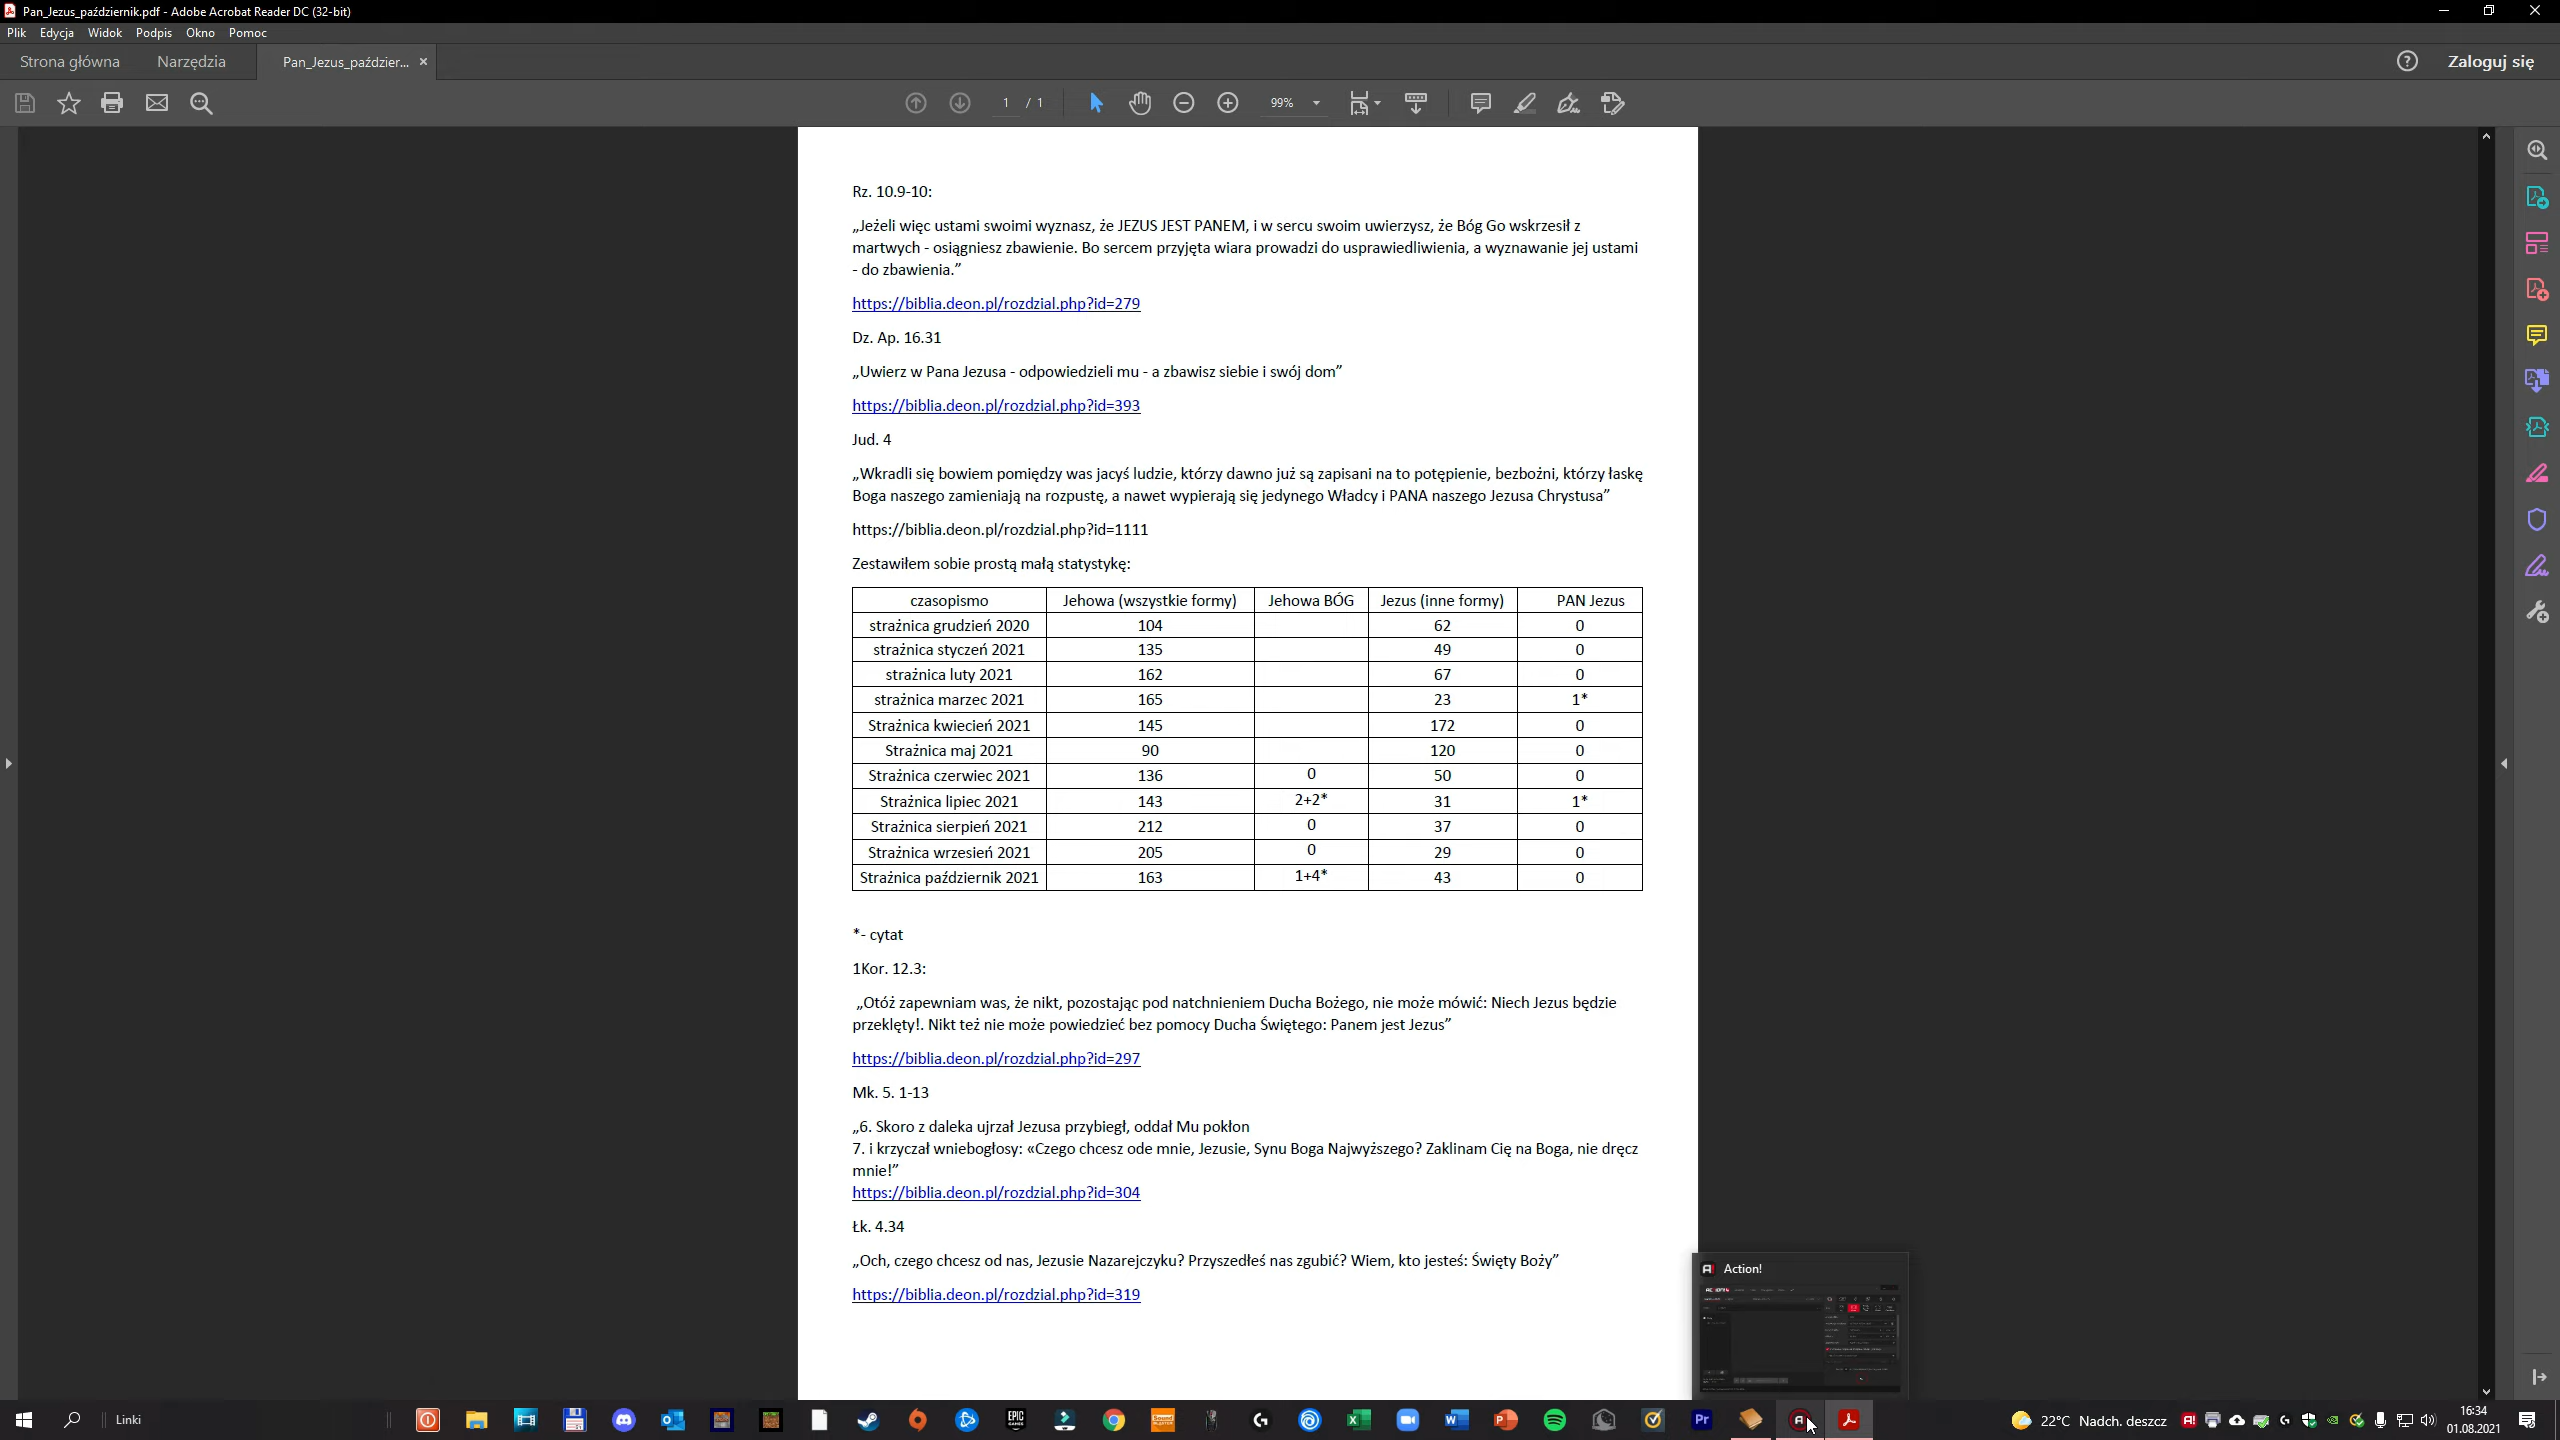 Pan_Jezus_październik.pdf - Adobe Acrobat Reader DC (32-bit)
Plik Edycja Widok Podpis Okno Pomoc
Strona główna Narzędzia Pan_Jezus_paździer... × Zaloguj się
1 / 1 99%
Rz. 10.9-10:
„Jeżeli więc ustami swoimi wyznasz, że JEZUS JEST PANEM, i w sercu swoim uwierzysz, że Bóg Go wskrzesił z
martwych - osiągniesz zbawienie. Bo sercem przyjęta wiara prowadzi do usprawiedliwienia, a wyznawanie jej ustami
- do zbawienia.”
https://biblia.deon.pl/rozdzial.php?id=279
Dz. Ap. 16.31
„Uwierz w Pana Jezusa - odpowiedzieli mu - a zbawisz siebie i swój dom”
https://biblia.deon.pl/rozdzial.php?id=393
Jud. 4
„Wkradli się bowiem pomiędzy was jacyś ludzie, którzy dawno już są zapisani na to potępienie, bezbożni, którzy łaskę
Boga naszego zamieniają na rozpustę, a nawet wypierają się jedynego Władcy i PANA naszego Jezusa Chrystusa”
https://biblia.deon.pl/rozdzial.php?id=1111
Zestawiłem sobie prostą małą statystykę:
czasopismo Jehowa (wszystkie formy) Jehowa BÓG Jezus (inne formy) PAN Jezus
strażnica grudzień 2020 104 62 0
strażnica styczeń 2021 135 49 0
strażnica luty 2021 162 67 0
strażnica marzec 2021 165 23 1*
Strażnica kwiecień 2021 145 172 0
Strażnica maj 2021 90 120 0
Strażnica czerwiec 2021 136 0 50 0
Strażnica lipiec 2021 143 2+2* 31 1*
Strażnica sierpień 2021 212 0 37 0
Strażnica wrzesień 2021 205 0 29 0
Strażnica październik 2021 163 1+4* 43 0
*- cytat
1Kor. 12.3:
„Otóż zapewniam was, że nikt, pozostając pod natchnieniem Ducha Bożego, nie może mówić: Niech Jezus będzie
przeklęty!. Nikt też nie może powiedzieć bez pomocy Ducha Świętego: Panem jest Jezus”
https://biblia.deon.pl/rozdzial.php?id=297
Mk. 5. 1-13
„6. Skoro z daleka ujrzał Jezusa przybiegł, oddał Mu pokłon
7. i krzyczał wniebogłosy: «Czego chcesz ode mnie, Jezusie, Synu Boga Najwyższego? Zaklinam Cię na Boga, nie dręcz
mnie!”
https://biblia.deon.pl/rozdzial.php?id=304
Łk. 4.34
„Och, czego chcesz od nas, Jezusie Nazarejczyku? Przyszedłeś nas zgubić? Wiem, kto jesteś: Święty Boży”
https://biblia.deon.pl/rozdzial.php?id=319
Action!
Linki
22°C Nadch. deszcz
16:34
01.08.2021